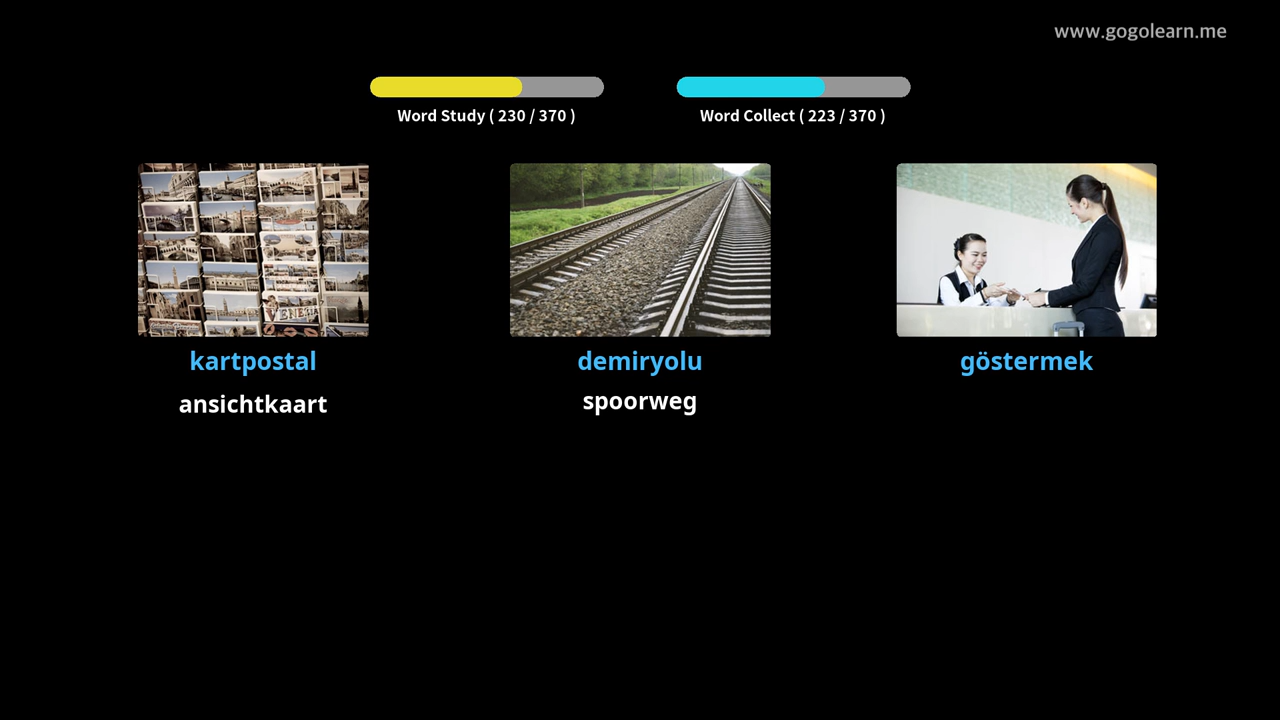 www.gogolearn.me
Word Study ( 230 / 370 )
Word Collect ( 223 / 370 )
kartpostal
demiryolu
göstermek
ansichtkaart
spoorweg